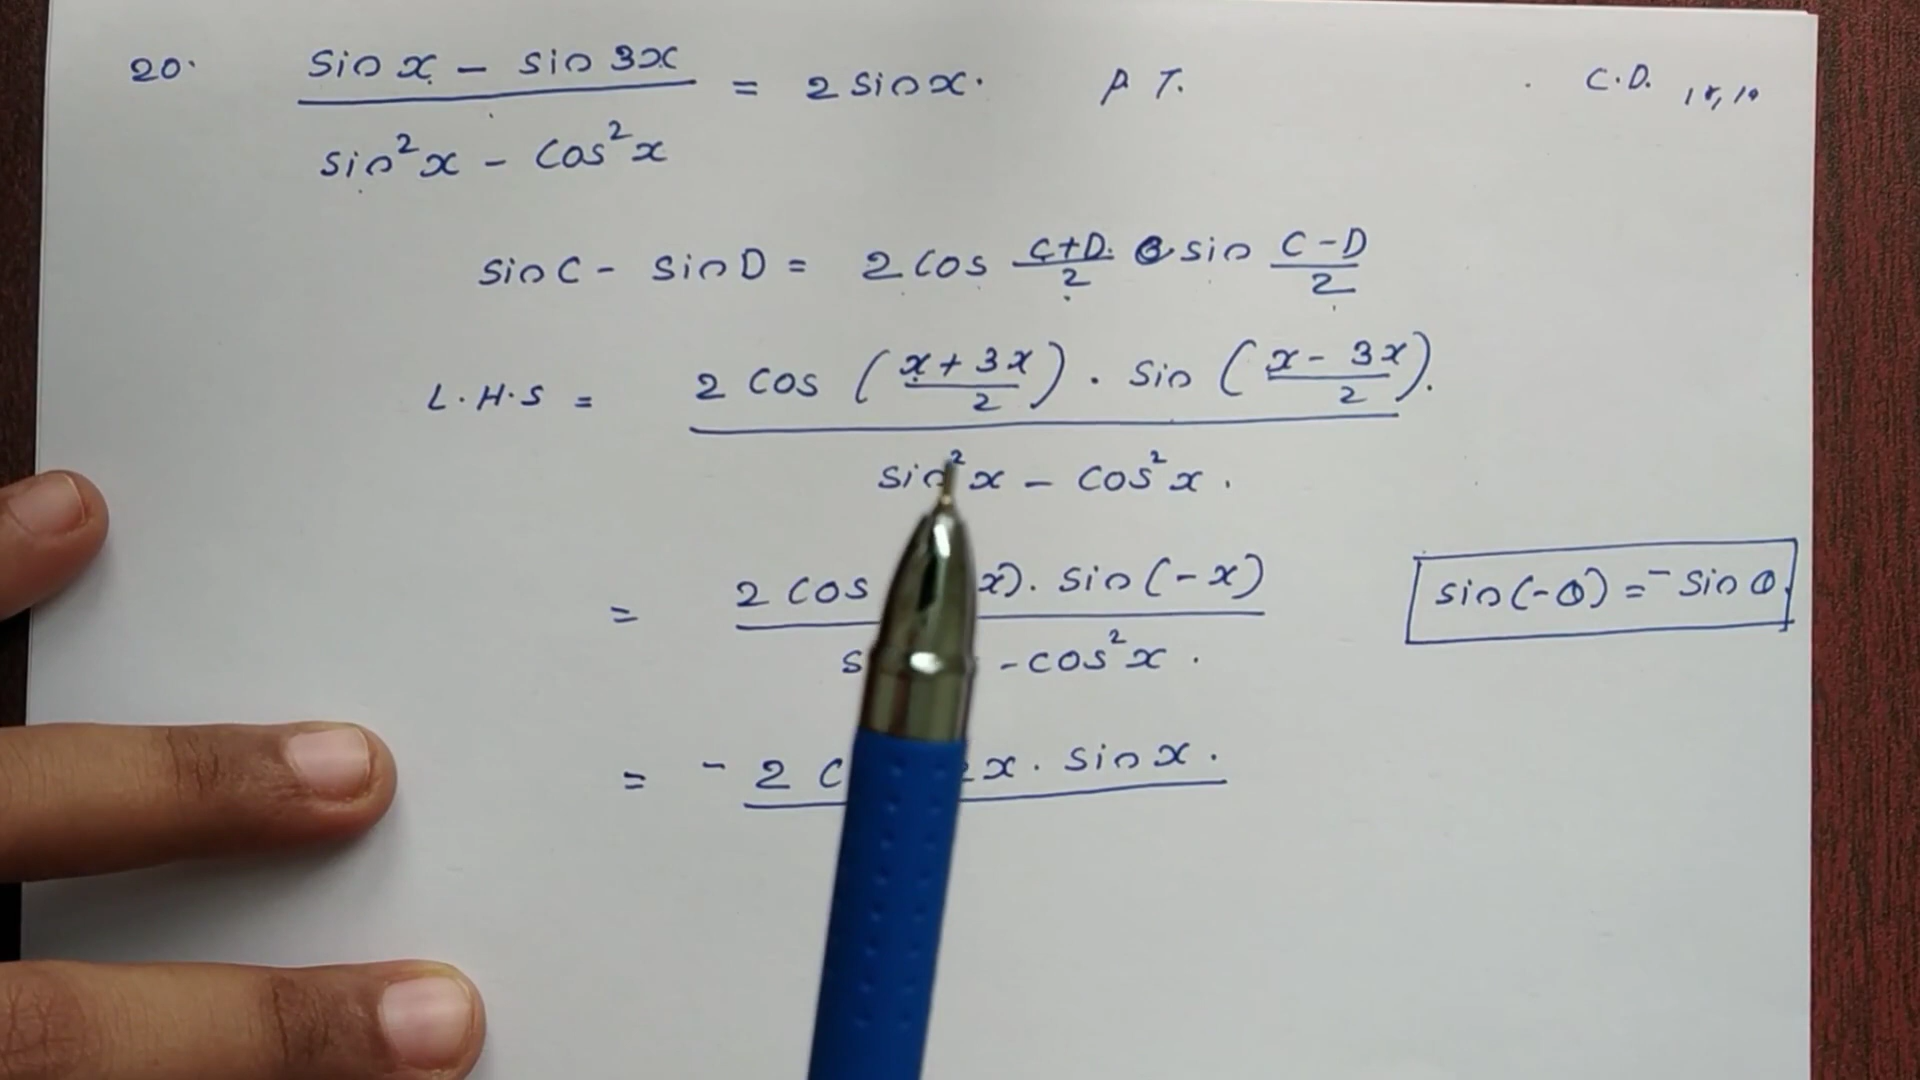 20. sin x - sin 3x = 2 sin x. P T. C.D.
sin²x - cos²x
sin C - sin D = 2 cos C+D/2 sin C-D/2
L.H.S = 2 cos (x+3x/2) . sin (x-3x/2).
sin²x - cos²x .
= 2 cos x). sin(-x)
- cos²x .
sin(-θ) = - sin θ.
= - 2 x . sin x .